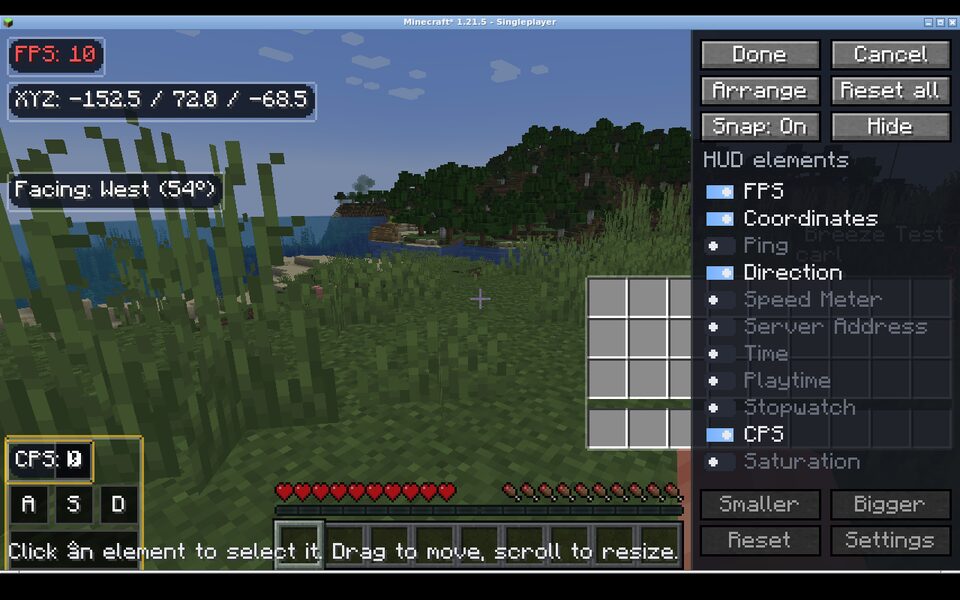 Minecraft* 1.21.5 - Singleplayer
FPS: 10
XYZ: -152.5 / 72.0 / -68.5
Facing: West (54°)
CPS: 0
A S D
Click an element to select it. Drag to move, scroll to resize.
Done Cancel
Arrange Reset all
Snap: On Hide
HUD elements
FPS
Coordinates
Ping
Direction
Speed Meter
Server Address
Time
Playtime
Stopwatch
CPS
Saturation
Smaller Bigger
Reset Settings